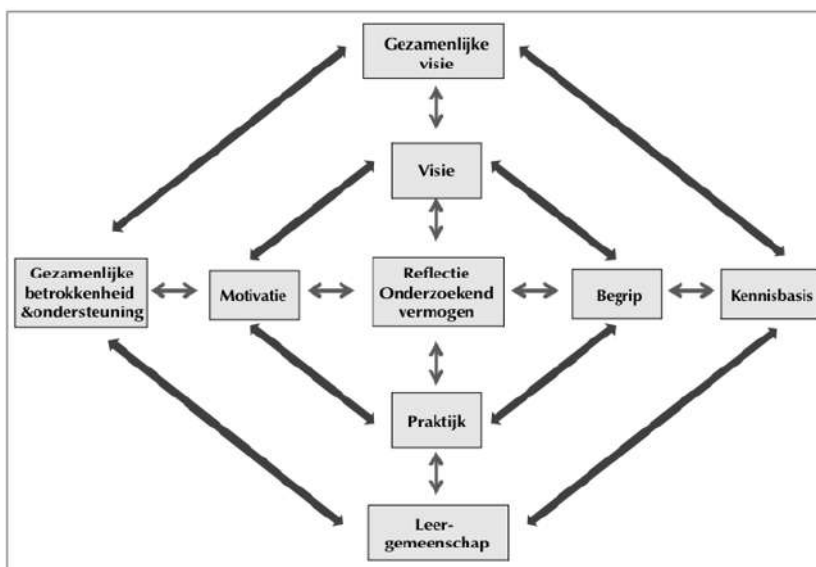 Gezamenlijke
visie
Visie
Gezamenlijke
betrokkenheid
&ondersteuning
Motivatie
Reflectie
Onderzoekend
vermogen
Begrip
Kennisbasis
Praktijk
Leer-
gemeenschap